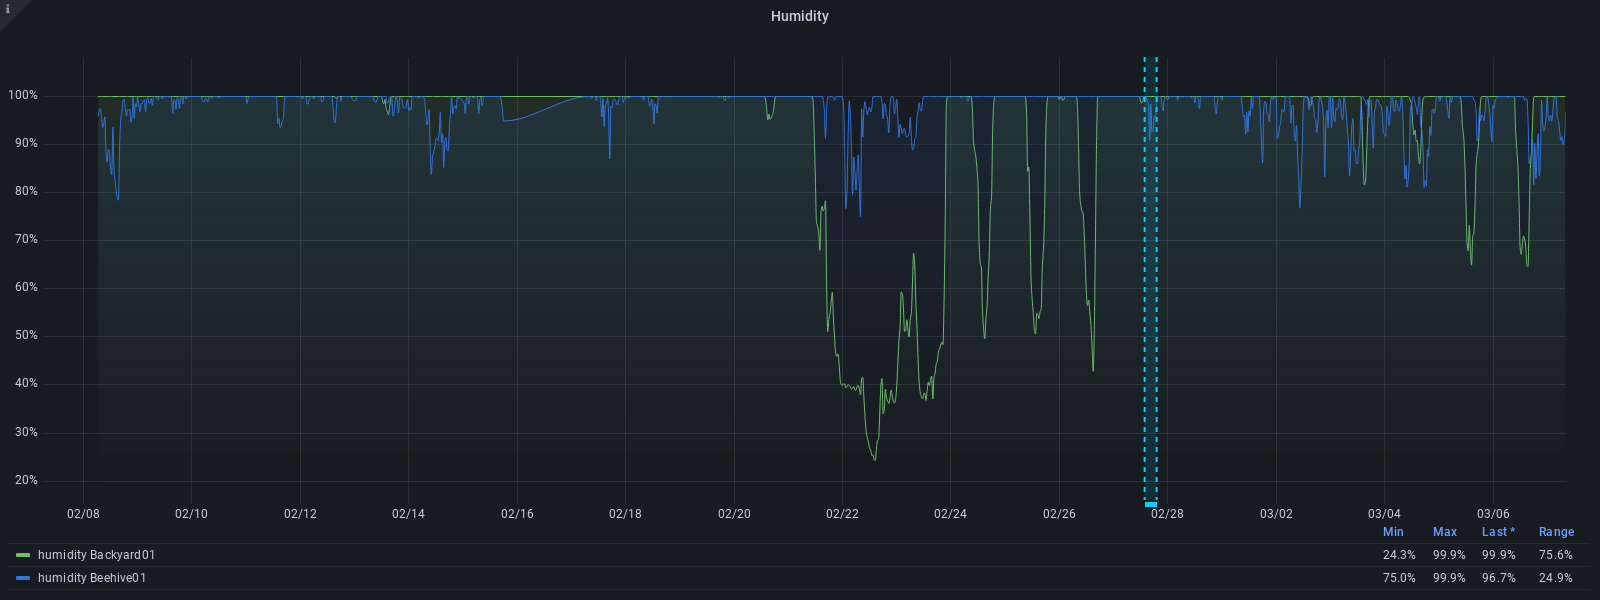 i
Humidity
100%
90%
80%
70%
60%
50%
40%
30%
20%
02/08 02/10 02/12 02/14 02/16 02/18 02/20 02/22 02/24 02/26 02/28 03/02 03/04 03/06
Min Max Last * Range
humidity Backyard01 24.3% 99.9% 99.9% 75.6%
humidity Beehive01 75.0% 99.9% 96.7% 24.9%